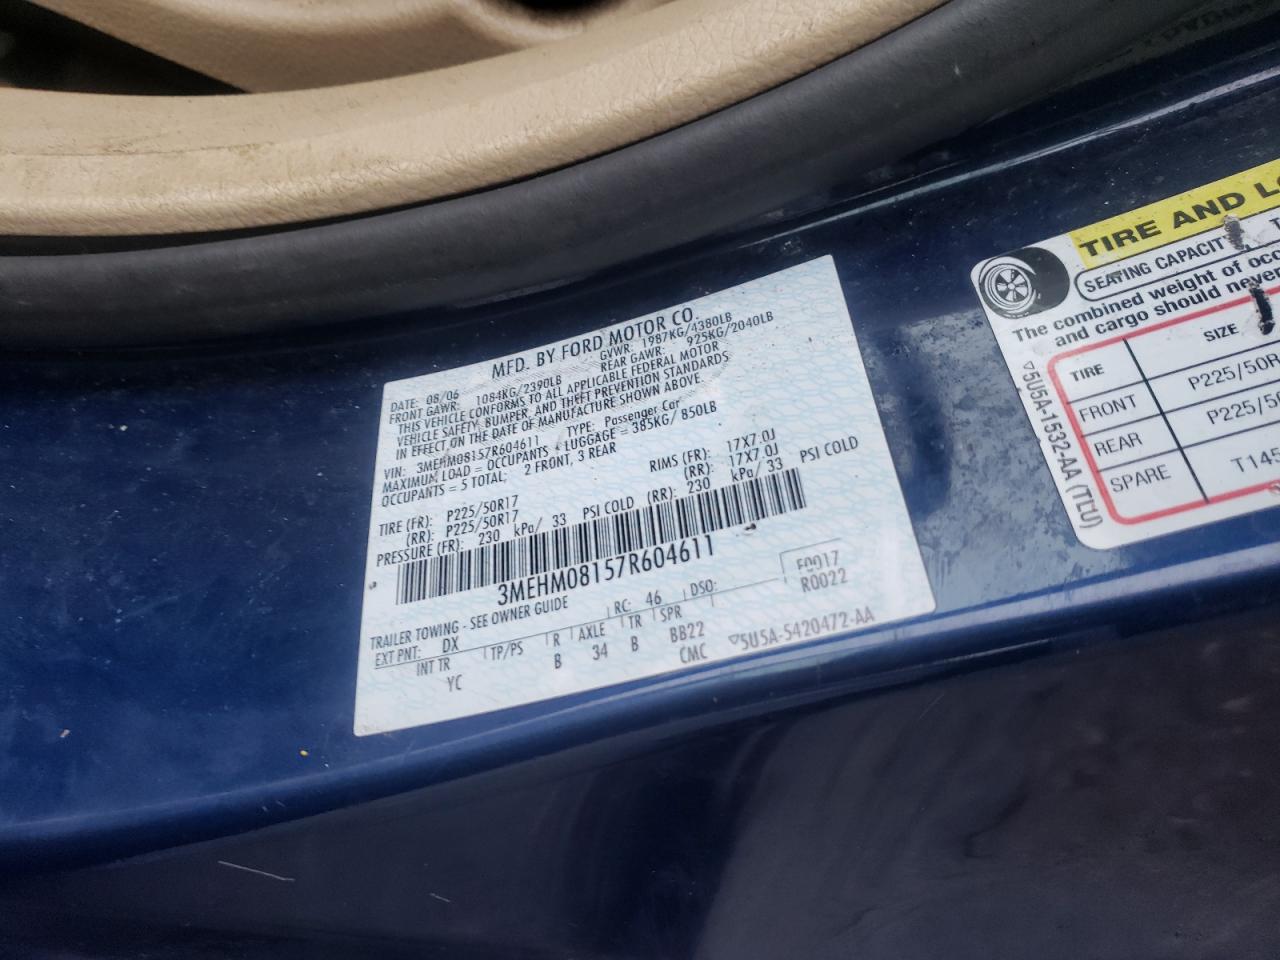 MFD. BY FORD MOTOR CO.
DATE: 08/06 GVWR: 1987KG/4380LB
FRONT GAWR: 1084KG/2390LB REAR GAWR: 925KG/2040LB
THIS VEHICLE CONFORMS TO ALL APPLICABLE FEDERAL MOTOR
VEHICLE SAFETY, BUMPER, AND THEFT PREVENTION STANDARDS
IN EFFECT ON THE DATE OF MANUFACTURE SHOWN ABOVE.
VIN: 3MEHM08157R604611 TYPE: Passenger Car
MAXIMUM LOAD = OCCUPANTS + LUGGAGE = 385KG/850LB
OCCUPANTS = 5 TOTAL; 2 FRONT, 3 REAR
TIRE (FR): P225/50R17 RIMS (FR): 17X7.0J
(RR): P225/50R17 (RR): 17X7.0J
PRESSURE (FR): 230 kPa/ 33 PSI COLD (RR): 230 kPa/ 33 PSI COLD
3MEHM08157R604611
TRAILER TOWING - SEE OWNER GUIDE
EXT PNT: DX RC: 46 DSO: F0017
INT TR TP/PS R AXLE TR SPR R0022
YC B 34 B BB22
CMC ▽5U5A-5420472-AA
TIRE AND
SEATING CAPACIT
The combined weight of
and cargo should never
TIRE SIZE
FRONT P225/50R
REAR
SPARE
▽5U5A-1532-AA (TLU)